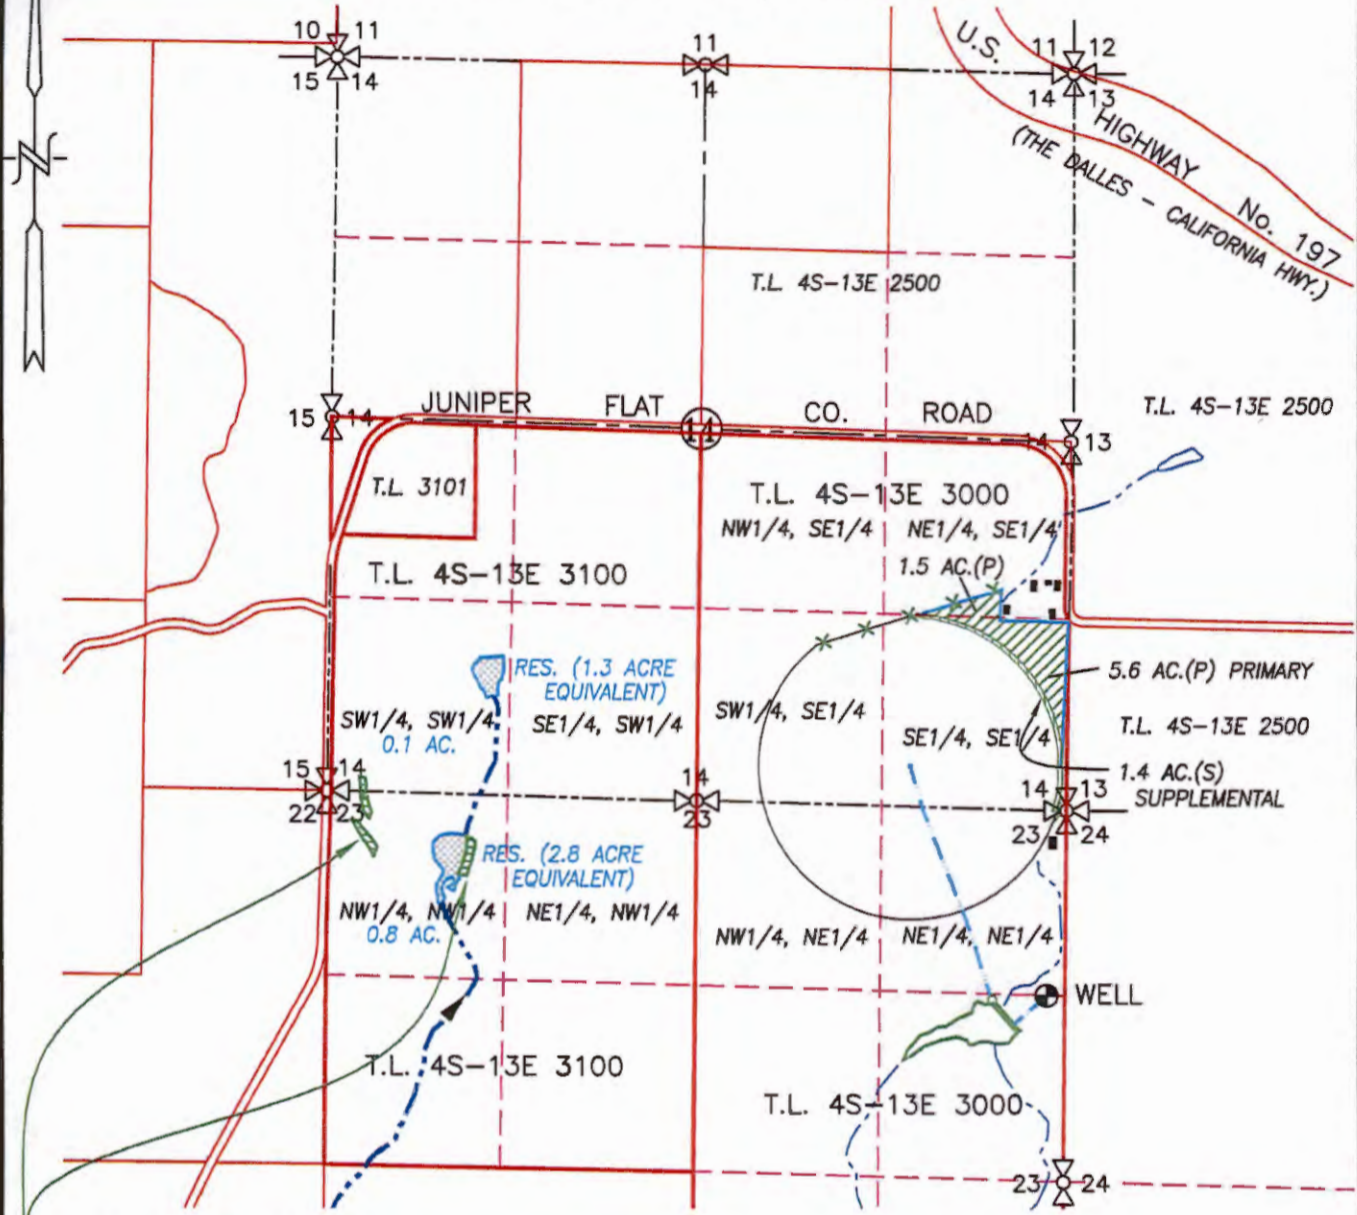 10 11
15 14
11
14
U.S.
HIGHWAY
No. 197
(THE DALLES - CALIFORNIA HWY.)
11 12
14 13
N
T.L. 4S-13E 2500
15 14
JUNIPER FLAT CO. ROAD
14
14 13
T.L. 4S-13E 2500
T.L. 3101
T.L. 4S-13E 3000
NW1/4, SE1/4 NE1/4, SE1/4
1.5 AC.(P)
T.L. 4S-13E 3100
RES. (1.3 ACRE
EQUIVALENT)
5.6 AC.(P) PRIMARY
SW1/4, SW1/4
0.1 AC.
SE1/4, SW1/4
SW1/4, SE1/4
SE1/4, SE1/4
T.L. 4S-13E 2500
1.4 AC.(S)
SUPPLEMENTAL
15 14
22 23
14
23
14 13
23 24
RES. (2.8 ACRE
EQUIVALENT)
NW1/4, NW1/4
0.8 AC.
NE1/4, NW1/4
NW1/4, NE1/4
NE1/4, NE1/4
WELL
T.L. 4S-13E 3100
T.L. 4S-13E 3000
23 24